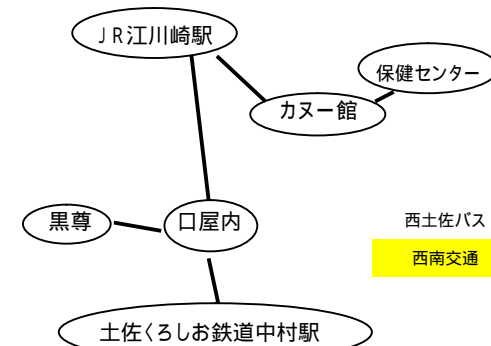 JR江川崎駅
保健センター
カヌー館
黒尊
口屋内
西土佐バス
西南交通
土佐くろしお鉄道中村駅